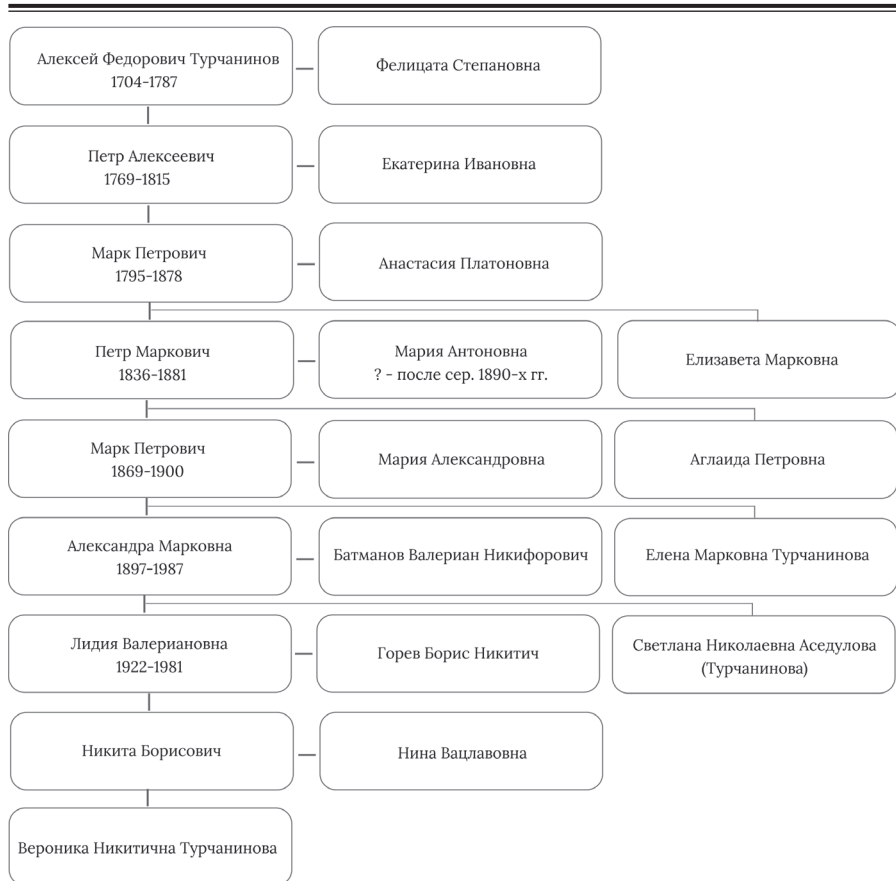 Алексей Федорович Турчанинов
1704-1787
Фелицата Степановна
Петр Алексеевич
1769-1815
Екатерина Ивановна
Марк Петрович
1795-1878
Анастасия Платоновна
Петр Маркович
1836-1881
Мария Антоновна
? - после сер. 1890-х гг.
Елизавета Марковна
Марк Петрович
1869-1900
Мария Александровна
Аглаида Петровна
Александра Марковна
1897-1987
Батманов Валериан Никифорович
Елена Марковна Турчанинова
Лидия Валериановна
1922-1981
Горев Борис Никитич
Светлана Николаевна Аседулова
(Турчанинова)
Никита Борисович
Нина Вацлавовна
Вероника Никитична Турчанинова